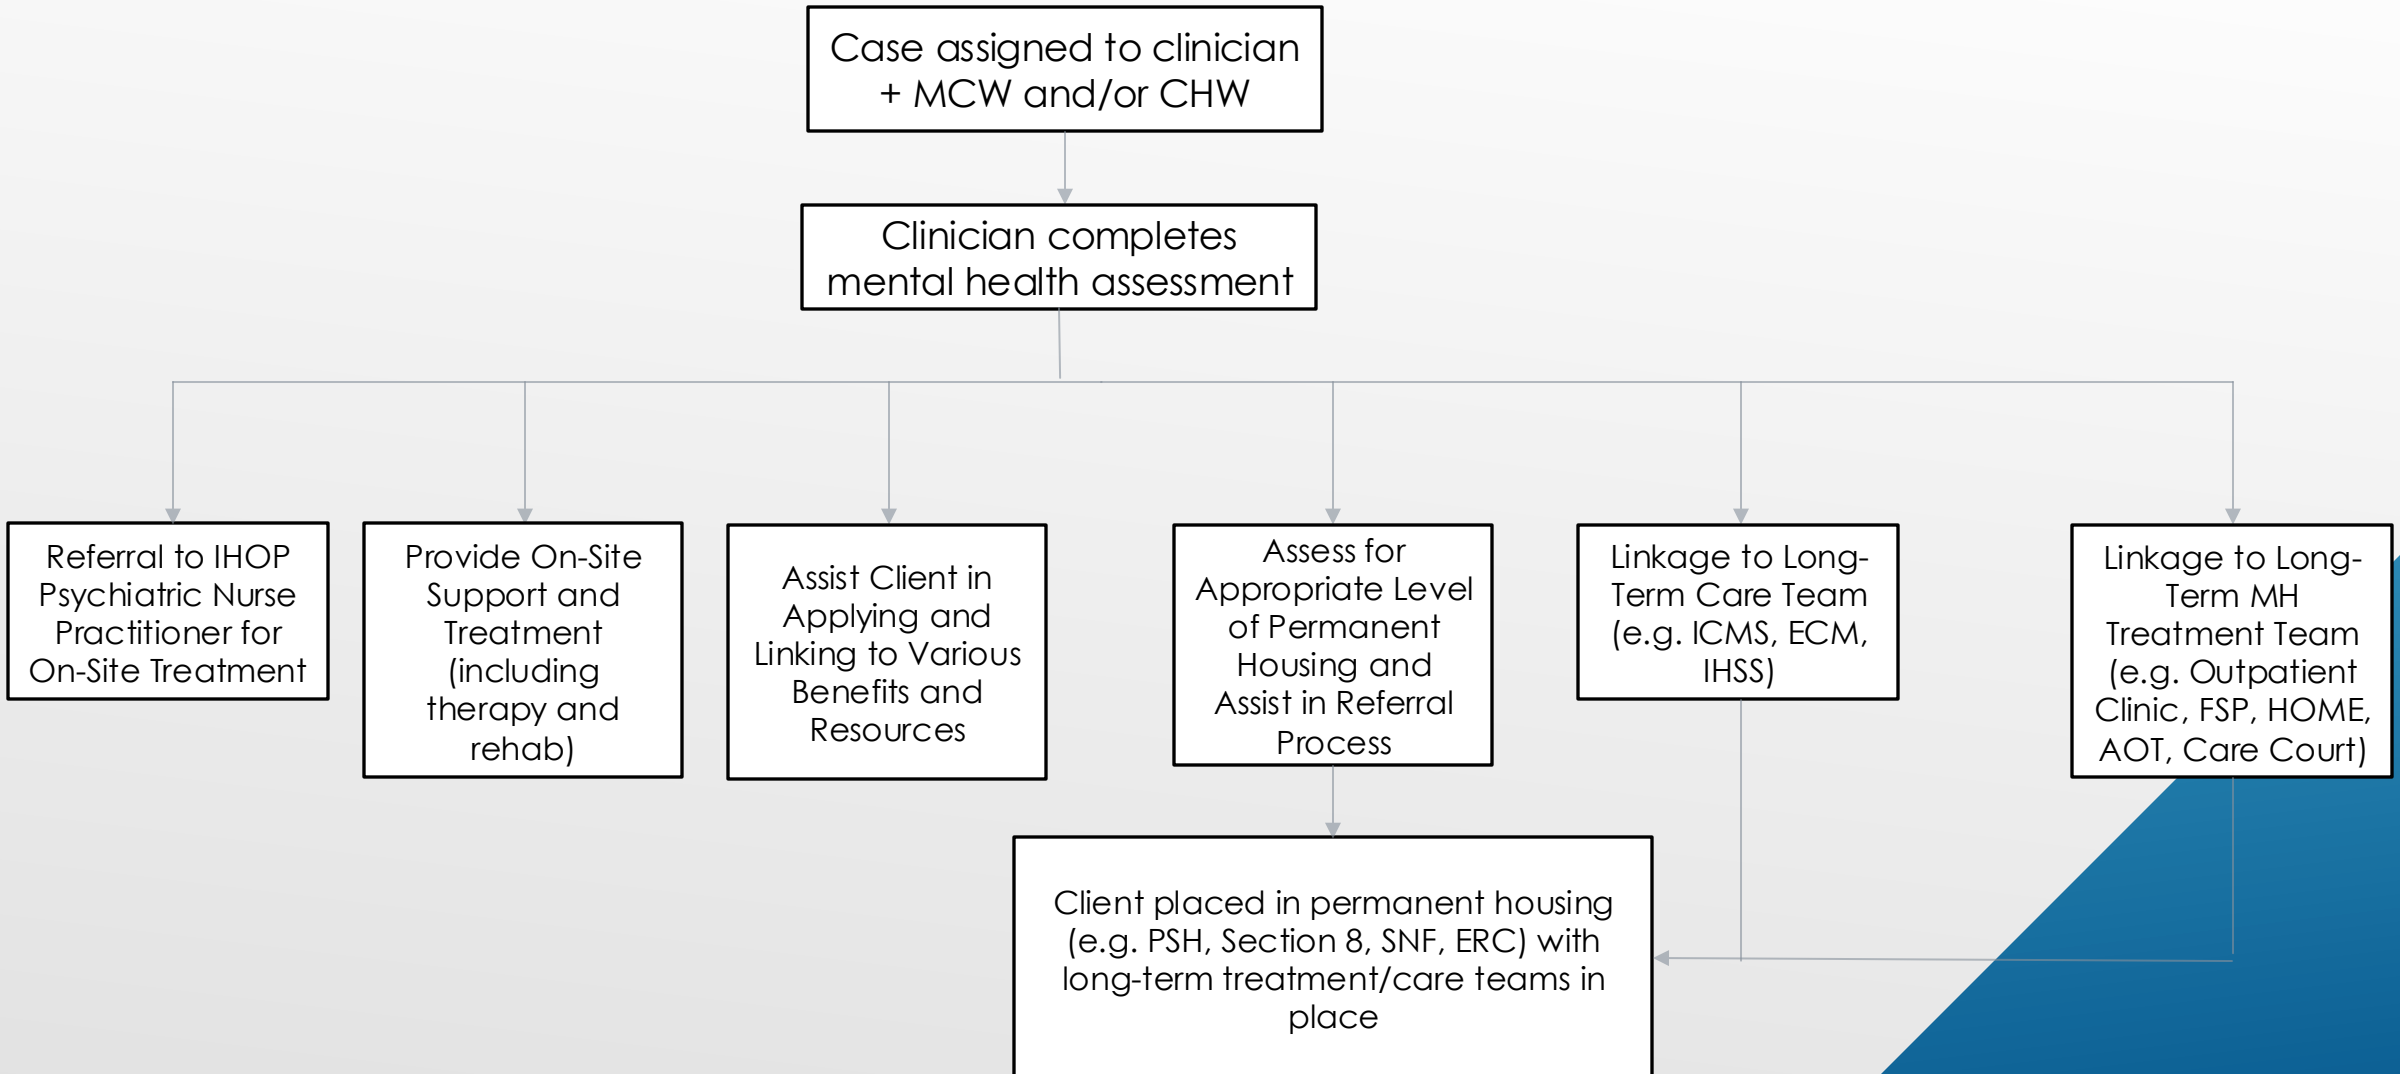 Case assigned to clinician
+ MCW and/or CHW
Clinician completes
mental health assessment
Referral to IHOP
Psychiatric Nurse
Practitioner for
On-Site Treatment
Provide On-Site
Support and
Treatment
(including
therapy and
rehab)
Assist Client in
Applying and
Linking to Various
Benefits and
Resources
Assess for
Appropriate Level
of Permanent
Housing and
Assist in Referral
Process
Linkage to Long-
Term Care Team
(e.g. ICMS, ECM,
IHSS)
Linkage to Long-
Term MH
Treatment Team
(e.g. Outpatient
Clinic, FSP, HOME,
AOT, Care Court)
Client placed in permanent housing
(e.g. PSH, Section 8, SNF, ERC) with
long-term treatment/care teams in
place